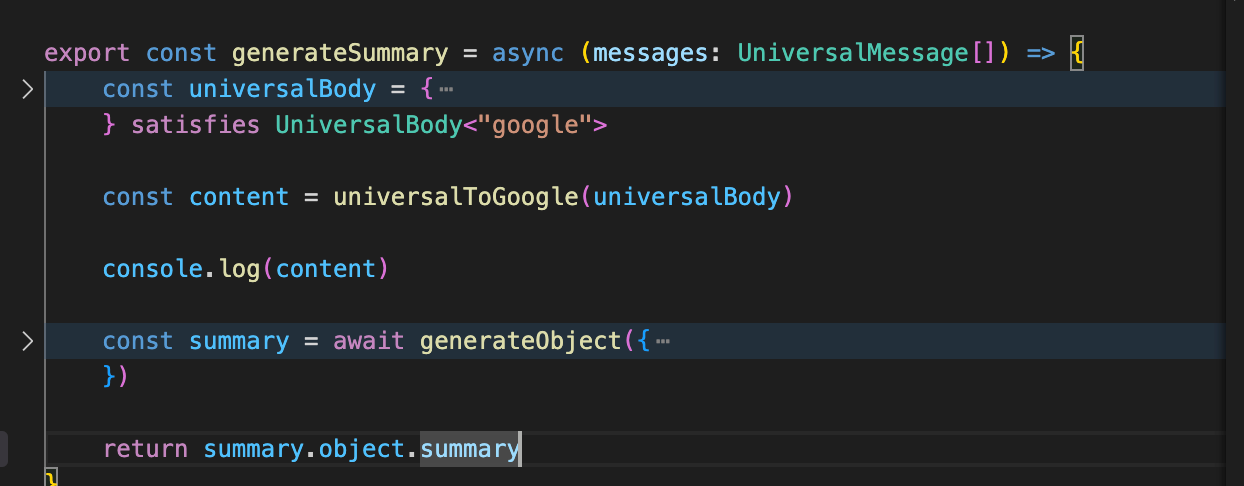 export const generateSummary = async (messages: UniversalMessage[]) => {
const universalBody = {⋯
} satisfies UniversalBody<"google">
const content = universalToGoogle(universalBody)
console.log(content)
const summary = await generateObject({⋯
})
return summary.object.summary
}